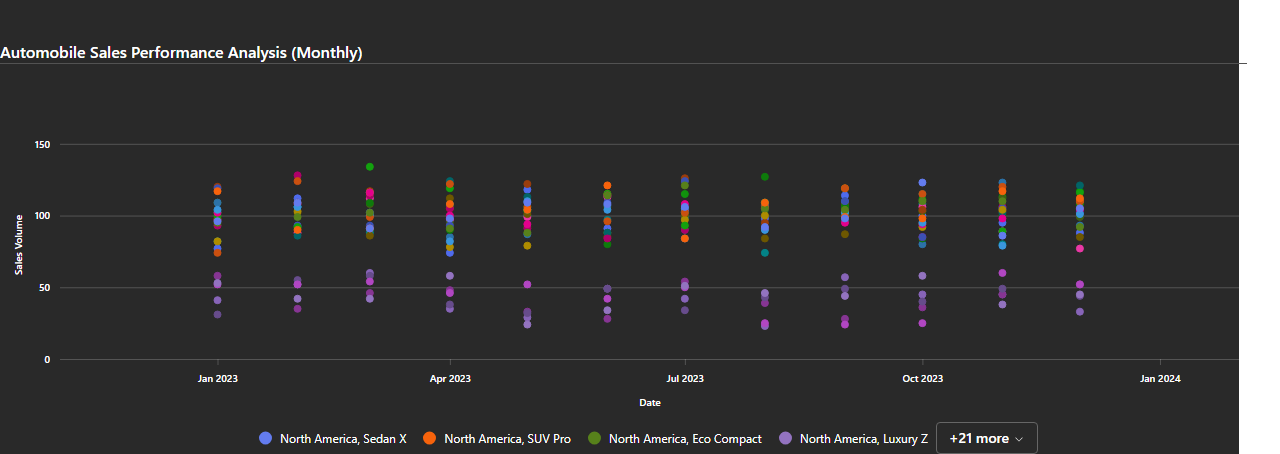 Automobile Sales Performance Analysis (Monthly)
150
100
50
0
Sales Volume
Jan 2023 Apr 2023 Jul 2023 Oct 2023 Jan 2024
Date
North America, Sedan X North America, SUV Pro North America, Eco Compact North America, Luxury Z +21 more